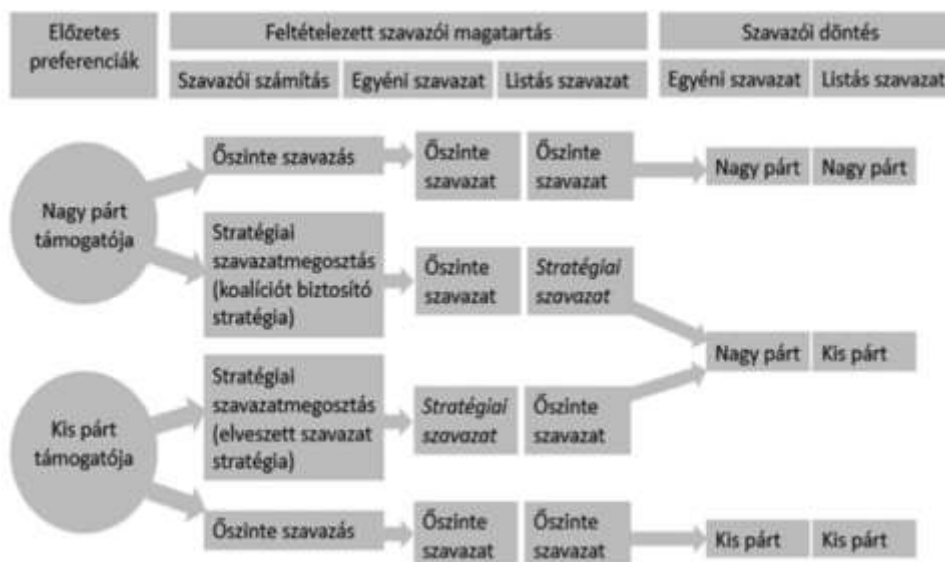 Előzetes
preferenciák
Feltételezett szavazói magatartás
Szavazói döntés
Szavazói számítás
Egyéni szavazat
Listás szavazat
Egyéni szavazat
Listás szavazat
Nagy párt
támogatója
Őszinte szavazás
Őszinte
szavazat
Őszinte
szavazat
Nagy párt
Nagy párt
Stratégiai
szavazatmegosztás
(koalíciót biztosító
stratégia)
Őszinte
szavazat
Stratégiai
szavazat
Nagy párt
Kis párt
Kis párt
támogatója
Stratégiai
szavazatmegosztás
(elveszett szavazat
stratégia)
Stratégiai
szavazat
Őszinte
szavazat
Őszinte szavazás
Őszinte
szavazat
Őszinte
szavazat
Kis párt
Kis párt